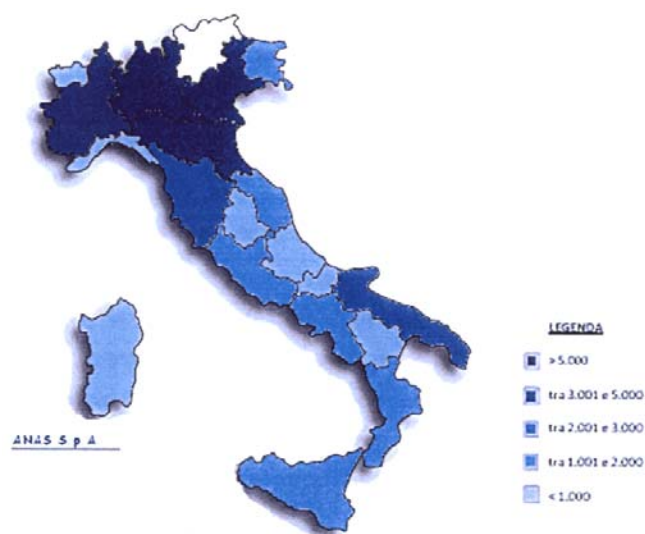 LEGENDA
> 5.000
tra 3.001 e 5.000
tra 2.001 e 3.000
tra 1.001 e 2.000
< 1.000
ANAS S p A